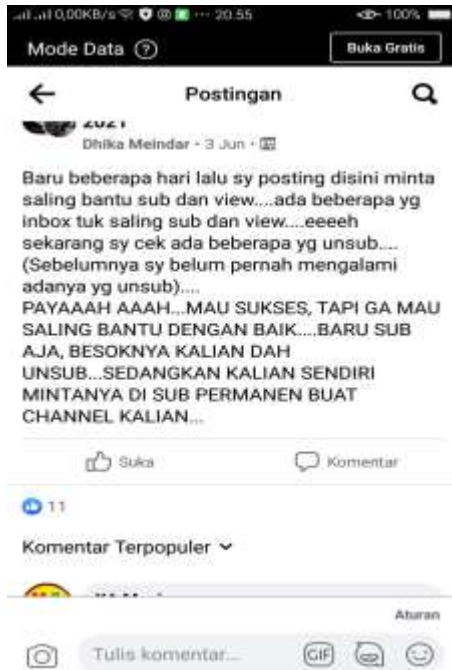 0,00KB/s 20.55 100%
Mode Data ? Buka Gratis
Postingan
2021
Dhika Meindar • 3 Jun •
Baru beberapa hari lalu sy posting disini minta
saling bantu sub dan view....ada beberapa yg
inbox tuk saling sub dan view....eeeeh
sekarang sy cek ada beberapa yg unsub....
(Sebelumnya sy belum pernah mengalami
adanya yg unsub)....
PAYAAAH AAAH...MAU SUKSES, TAPI GA MAU
SALING BANTU DENGAN BAIK....BARU SUB
AJA, BESOKNYA KALIAN DAH
UNSUB...SEDANGKAN KALIAN SENDIRI
MINTANYA DI SUB PERMANEN BUAT
CHANNEL KALIAN...
Suka Komentar
11
Komentar Terpopuler
Aturan
Tulis komentar... GIF